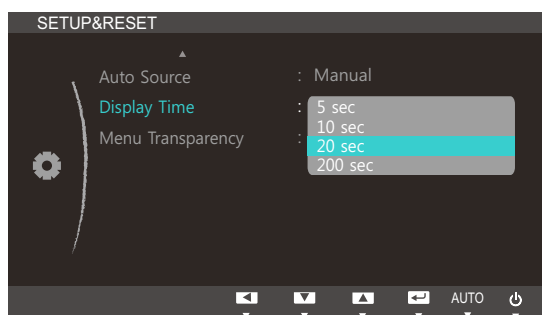 SETUP&RESET
Auto Source : Manual
Display Time : 5 sec
10 sec
Menu Transparency : 20 sec
200 sec
AUTO